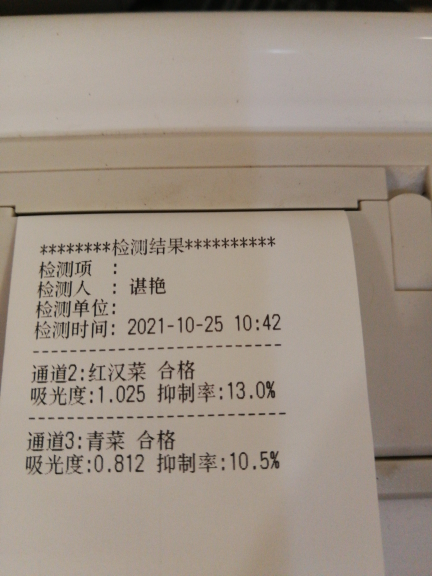 ********检测结果**********
检测项 :
检测人 : 谌艳
检测单位:
检测时间: 2021-10-25 10:42
--------------------------------
通道2:红汉菜 合格
吸光度:1.025 抑制率:13.0%
--------------------------------
通道3:青菜 合格
吸光度:0.812 抑制率:10.5%